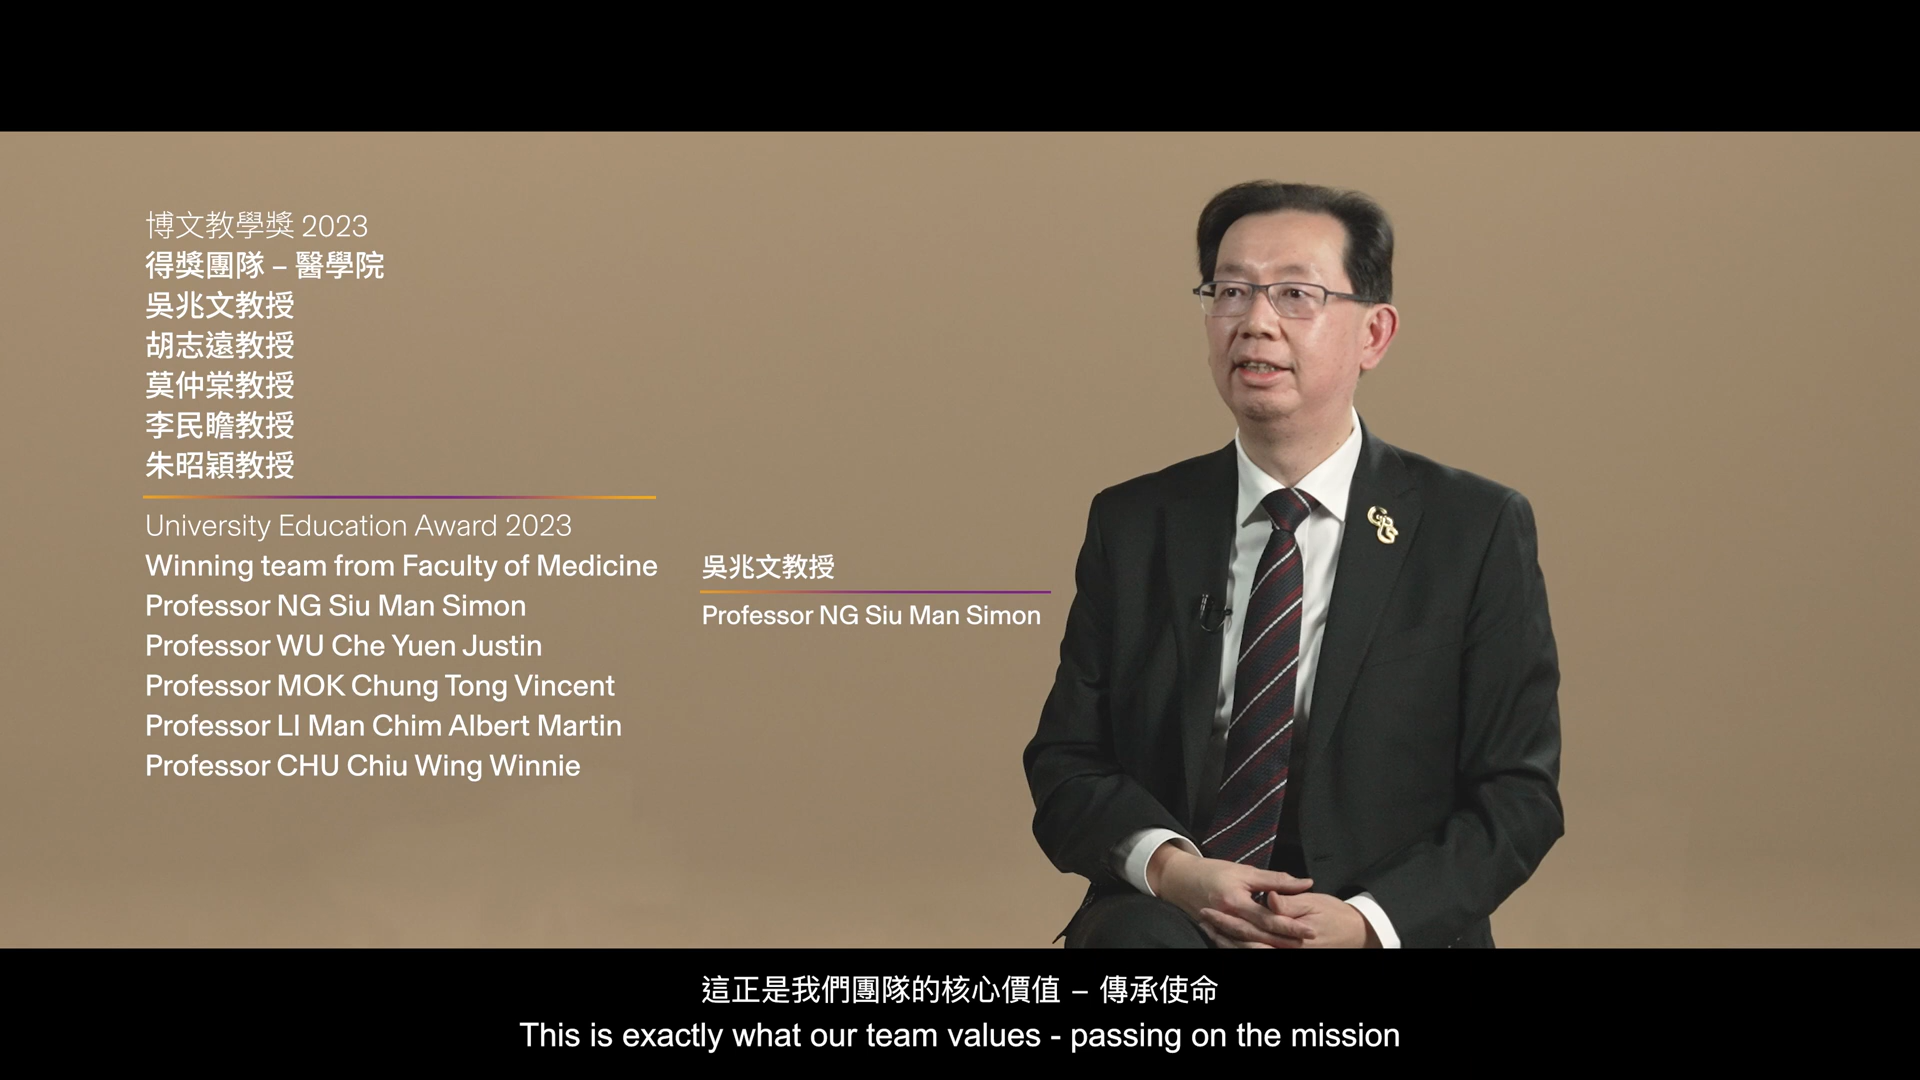 博文教學獎 2023
得獎團隊 – 醫學院
吳兆文教授
胡志遠教授
莫仲棠教授
李民瞻教授
朱昭穎教授
University Education Award 2023
Winning team from Faculty of Medicine
Professor NG Siu Man Simon
Professor WU Che Yuen Justin
Professor MOK Chung Tong Vincent
Professor LI Man Chim Albert Martin
Professor CHU Chiu Wing Winnie
吳兆文教授
Professor NG Siu Man Simon
這正是我們團隊的核心價值 – 傳承使命
This is exactly what our team values - passing on the mission